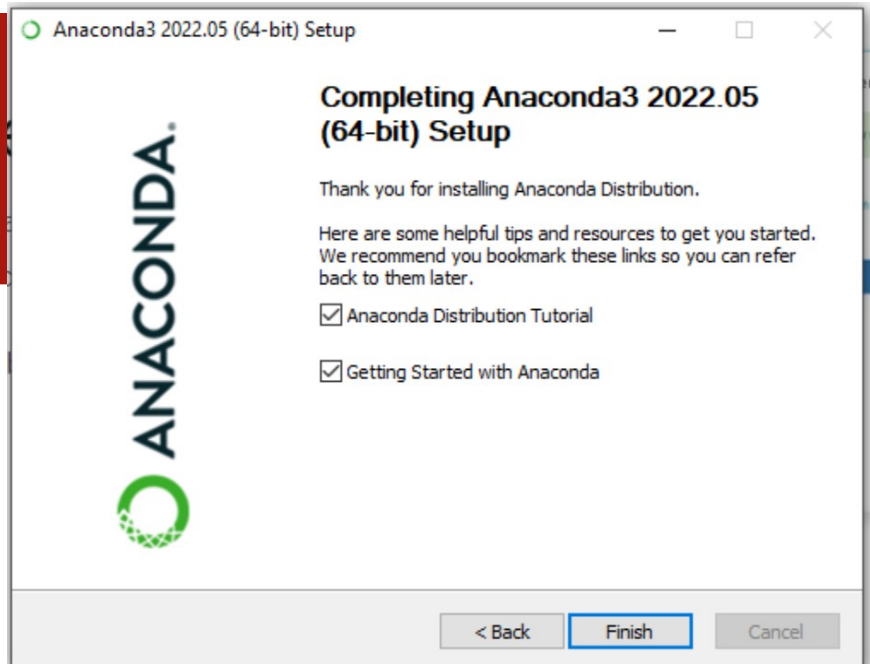 Anaconda3 2022.05 (64-bit) Setup
Completing Anaconda3 2022.05
(64-bit) Setup
ANACONDA.
Thank you for installing Anaconda Distribution.
Here are some helpful tips and resources to get you started.
We recommend you bookmark these links so you can refer
back to them later.
Anaconda Distribution Tutorial
Getting Started with Anaconda
< Back
Finish
Cancel